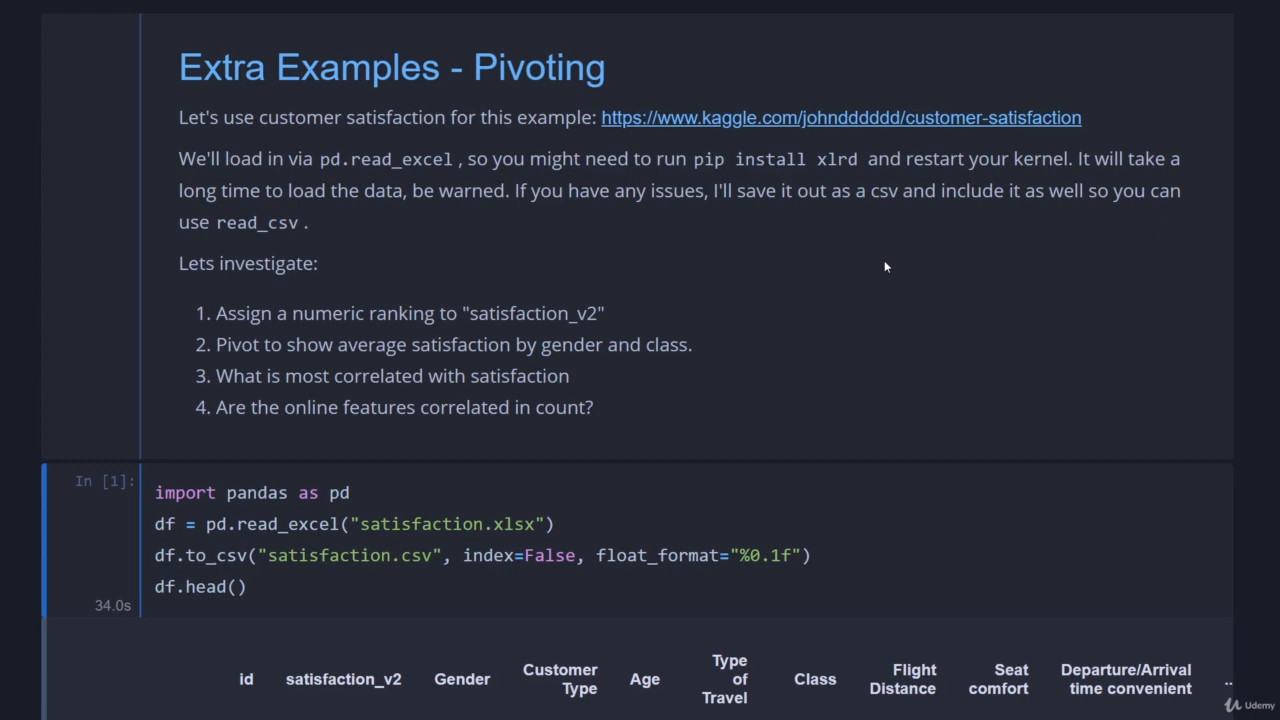 Extra Examples - Pivoting
Let's use customer satisfaction for this example: https://www.kaggle.com/johndddddd/customer-satisfaction
We'll load in via pd.read_excel , so you might need to run pip install xlrd and restart your kernel. It will take a
long time to load the data, be warned. If you have any issues, I'll save it out as a csv and include it as well so you can
use read_csv .
Lets investigate:
1. Assign a numeric ranking to "satisfaction_v2"
2. Pivot to show average satisfaction by gender and class.
3. What is most correlated with satisfaction
4. Are the online features correlated in count?
In [1]:
import pandas as pd
df = pd.read_excel("satisfaction.xlsx")
df.to_csv("satisfaction.csv", index=False, float_format="%0.1f")
df.head()
34.0s
id satisfaction_v2 Gender Customer Type Age Type of Travel Class Flight Distance Seat comfort Departure/Arrival time convenient ..
Udemy